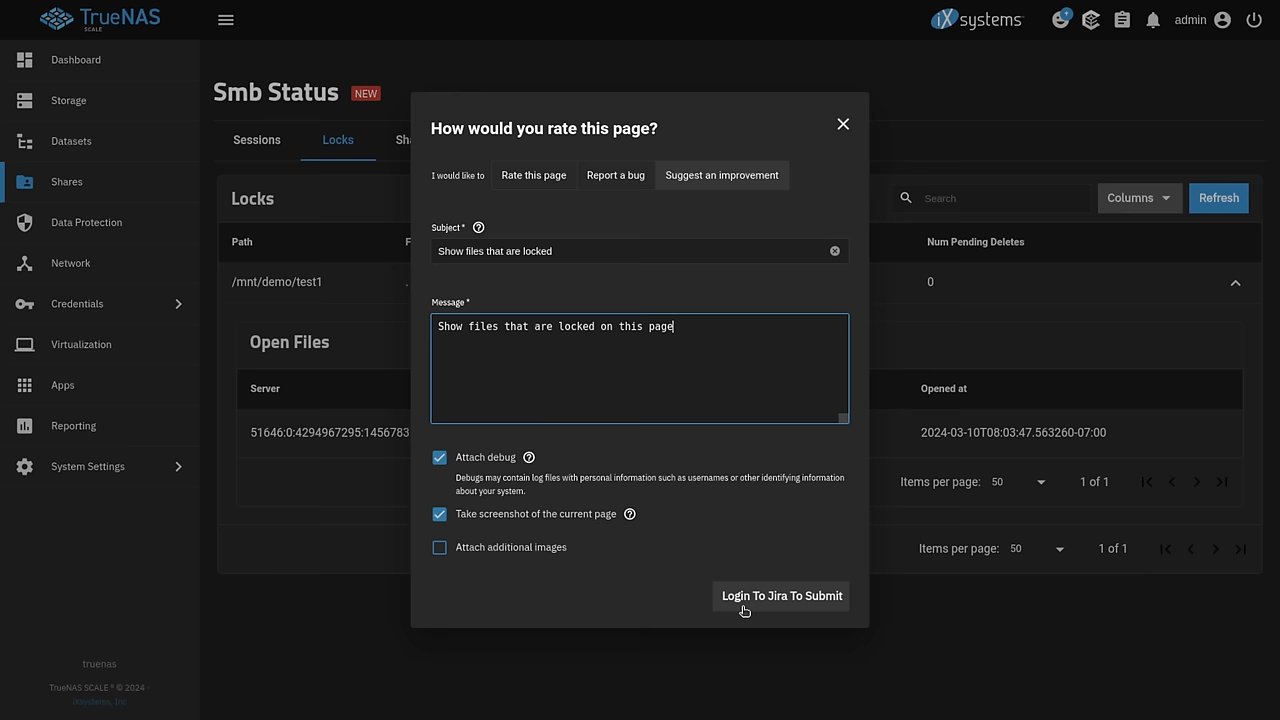 TrueNAS
SCALE
iXsystems
admin
Dashboard
Storage
Datasets
Shares
Data Protection
Network
Credentials
Virtualization
Apps
Reporting
System Settings
truenas
TrueNAS SCALE ® © 2024 -
iXsystems, Inc
Smb Status NEW
Sessions Locks Sh
Locks
Search Columns Refresh
Path F Num Pending Deletes
/mnt/demo/test1 . 0
Open Files
Server Opened at
51646:0:4294967295:1456783 2024-03-10T08:03:47.563260-07:00
Items per page: 50 1 of 1
Items per page: 50 1 of 1
How would you rate this page?
I would like to Rate this page Report a bug Suggest an improvement
Subject *
Show files that are locked
Message *
Show files that are locked on this page
Attach debug
Debugs may contain log files with personal information such as usernames or other identifying information
about your system.
Take screenshot of the current page
Attach additional images
Login To Jira To Submit